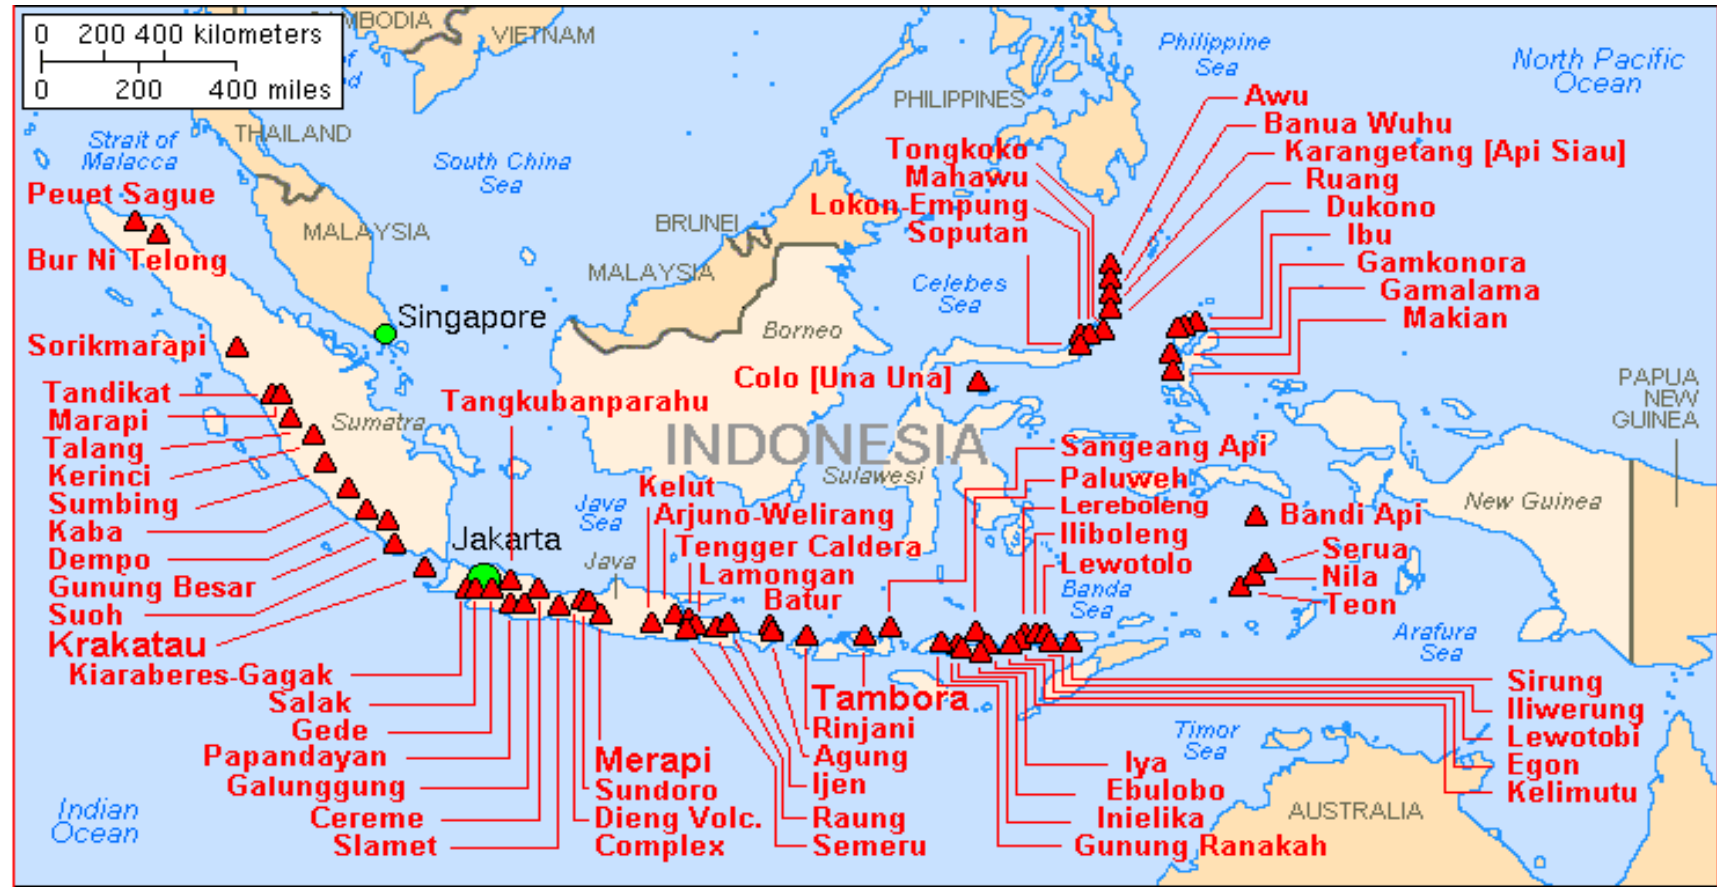 0 200 400 kilometers
0 200 400 miles
CAMBODIA
VIETNAM
Philippine
Sea
North Pacific
Ocean
PHILIPPINES
THAILAND
Strait of
Malacca
South China
Sea
Awu
Banua Wuhu
Karangetang [Api Siau]
Ruang
Dukono
Ibu
Gamkonora
Gamalama
Makian
Tongkoko
Mahawu
Lokon-Empung
Soputan
Peuet Sague
Bur Ni Telong
MALAYSIA
BRUNEI
MALAYSIA
Celebes
Sea
Singapore
Borneo
Sorikmarapi
Colo [Una Una]
PAPUA
NEW
GUINEA
Tandikat
Marapi
Talang
Kerinci
Sumbing
Kaba
Dempo
Gunung Besar
Suoh
Krakatau
Sumatra
Tangkubanparahu
INDONESIA
Sulawesi
Sangeang Api
Paluweh
Lereboleng
Iliboleng
Lewotolo
New Guinea
Java
Sea
Kelut
Arjuno-Welirang
Tengger Caldera
Lamongan
Batur
Jakarta
Java
Bandi Api
Serua
Nila
Teon
Banda
Sea
Arafura
Sea
Kiaraberes-Gagak
Salak
Gede
Papandayan
Galunggung
Cereme
Slamet
Merapi
Sundoro
Dieng Volc.
Complex
Tambora
Rinjani
Agung
Ijen
Raung
Semeru
Timor
Sea
Iya
Ebulobo
Inielika
Gunung Ranakah
Sirung
Iliwerung
Lewotobi
Egon
Kelimutu
AUSTRALIA
Indian
Ocean